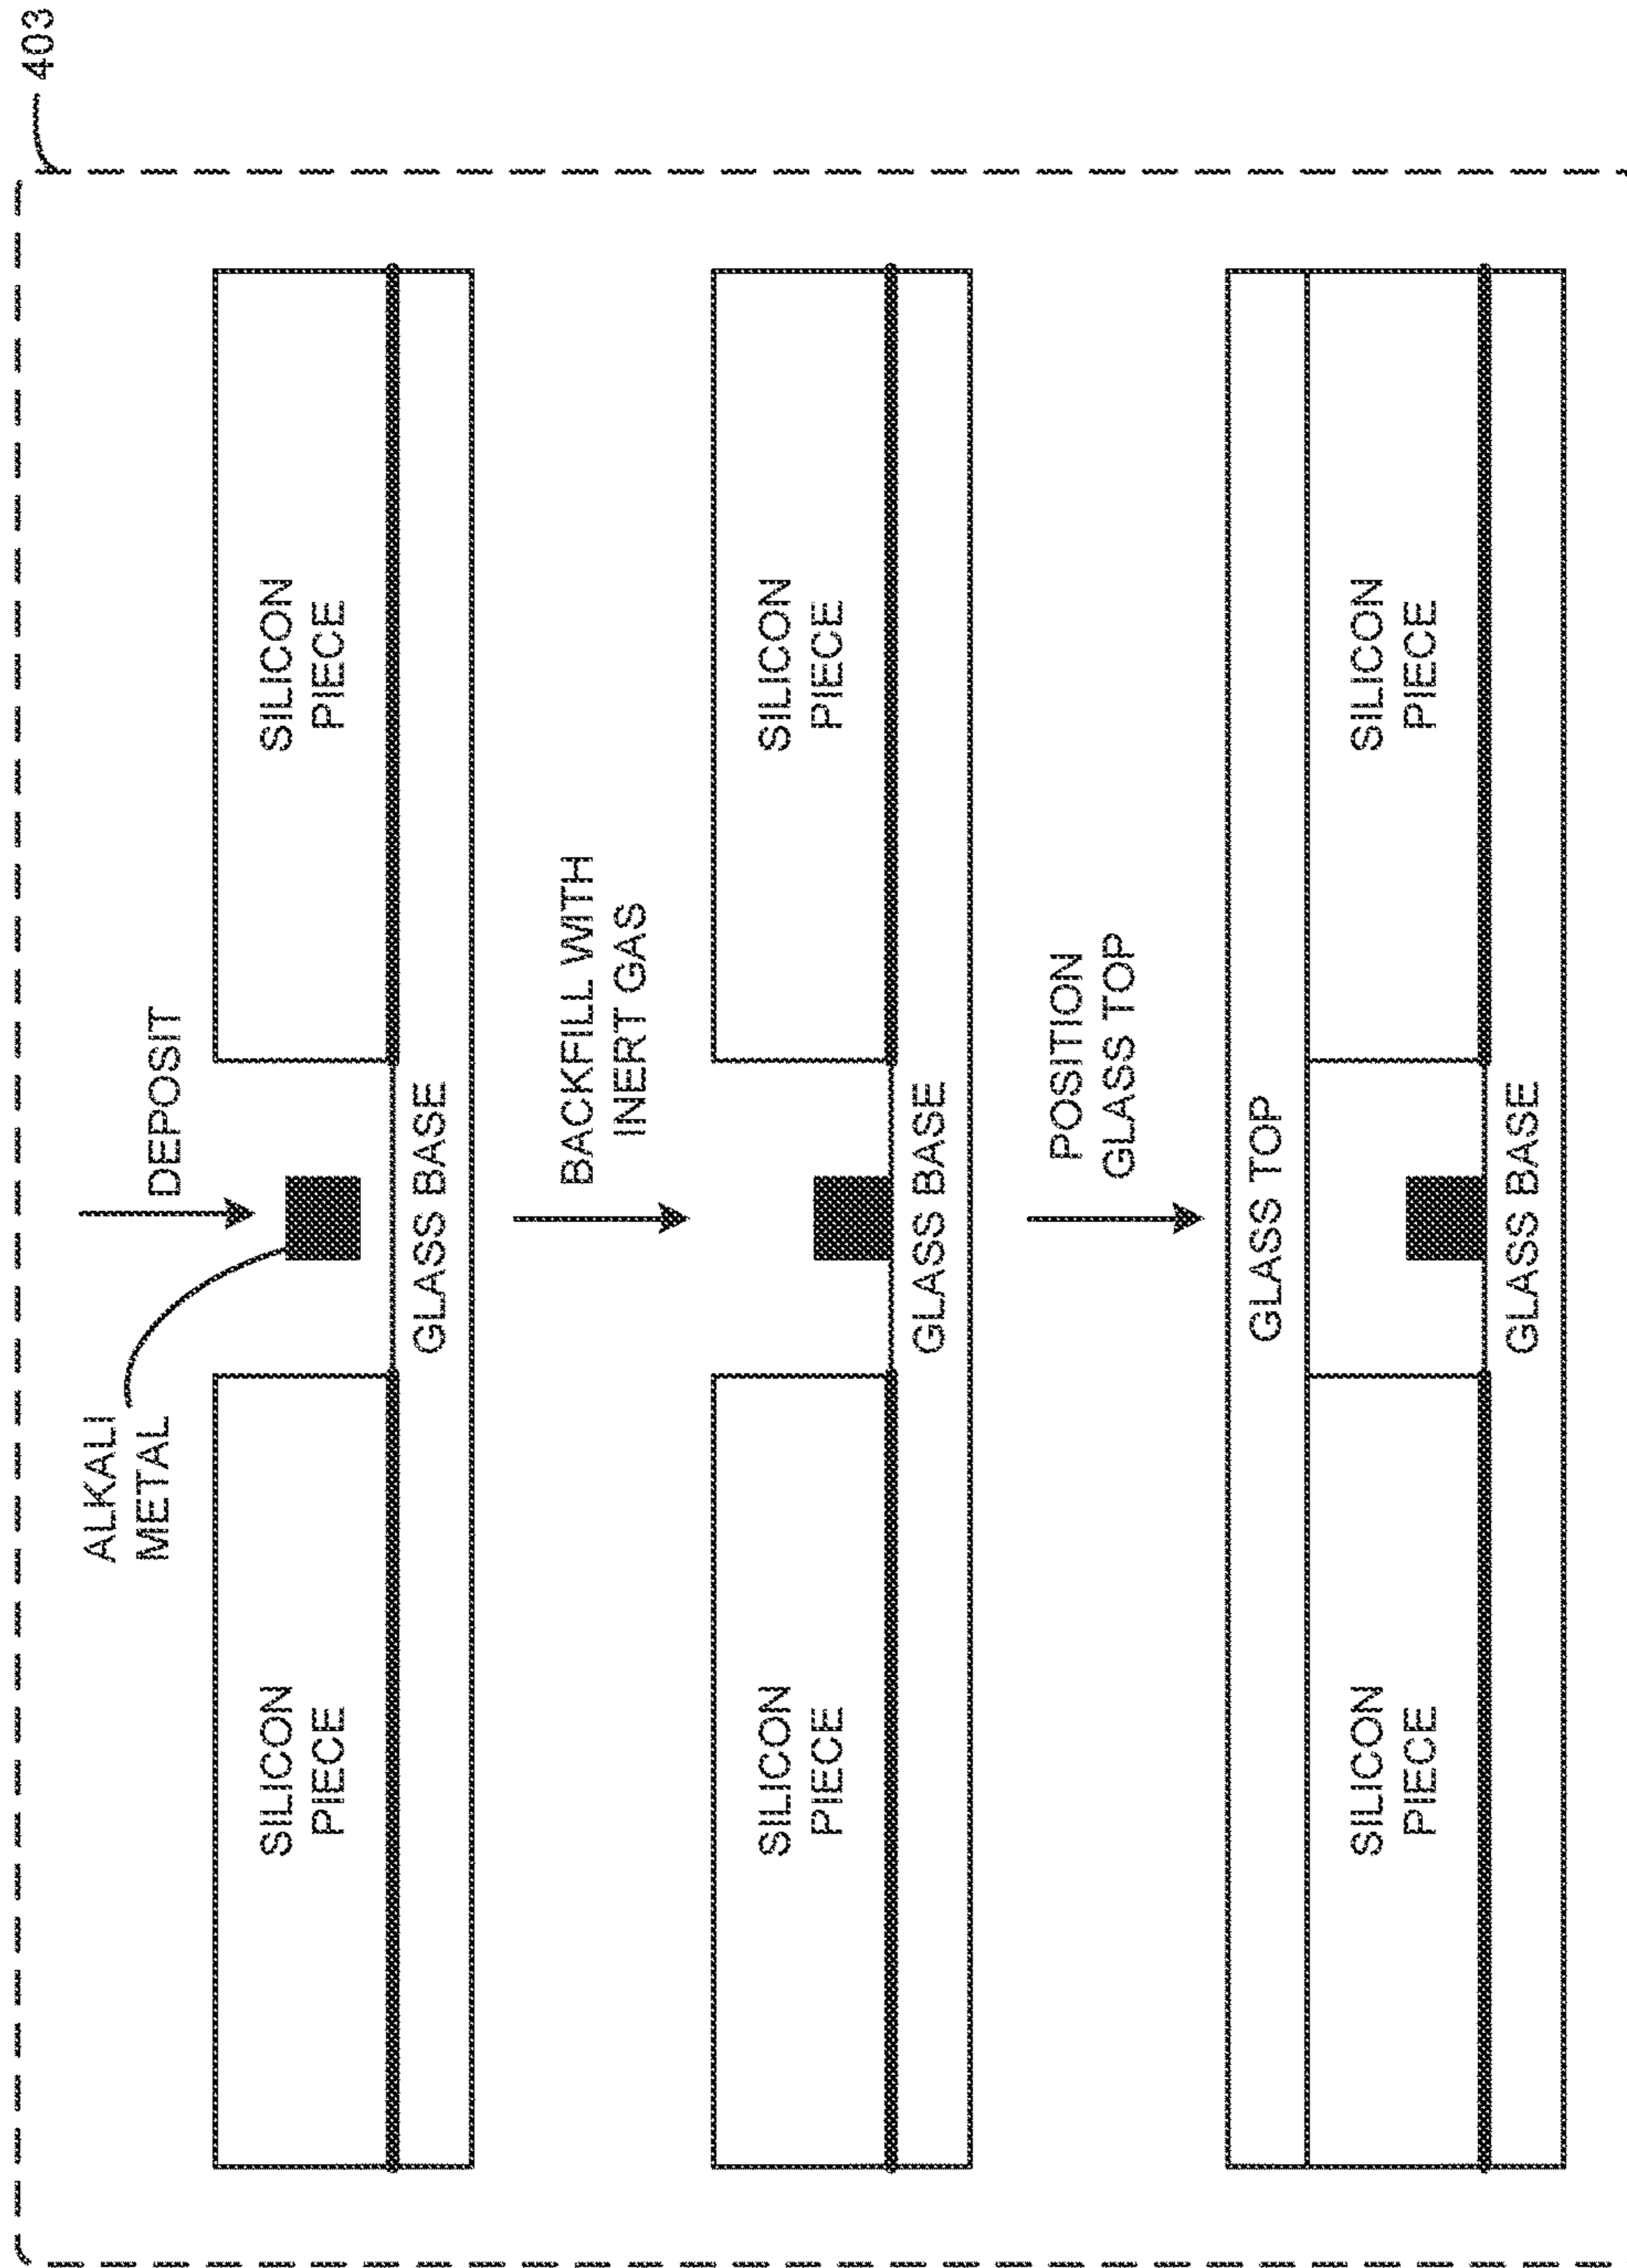 403
DEPOSIT
ALKALI
METAL
SILICON
PIECE
SILICON
PIECE
GLASS BASE
BACKFILL WITH
INERT GAS
SILICON
PIECE
SILICON
PIECE
GLASS BASE
POSITION
GLASS TOP
GLASS TOP
SILICON
PIECE
SILICON
PIECE
GLASS BASE